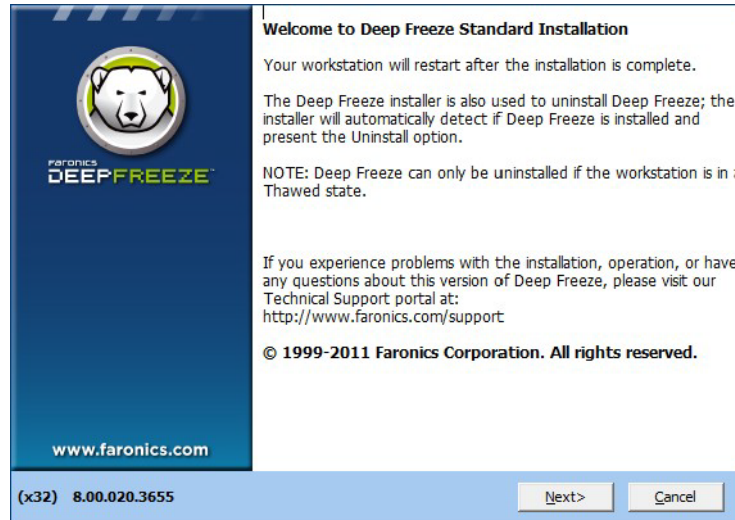 Welcome to Deep Freeze Standard Installation
Your workstation will restart after the installation is complete.
The Deep Freeze installer is also used to uninstall Deep Freeze; the
installer will automatically detect if Deep Freeze is installed and
present the Uninstall option.
NOTE: Deep Freeze can only be uninstalled if the workstation is in a
Thawed state.
If you experience problems with the installation, operation, or have
any questions about this version of Deep Freeze, please visit our
Technical Support portal at:
http://www.faronics.com/support
© 1999-2011 Faronics Corporation. All rights reserved.
FARONICS
DEEPFREEZE™
www.faronics.com
(x32) 8.00.020.3655
Next>
Cancel